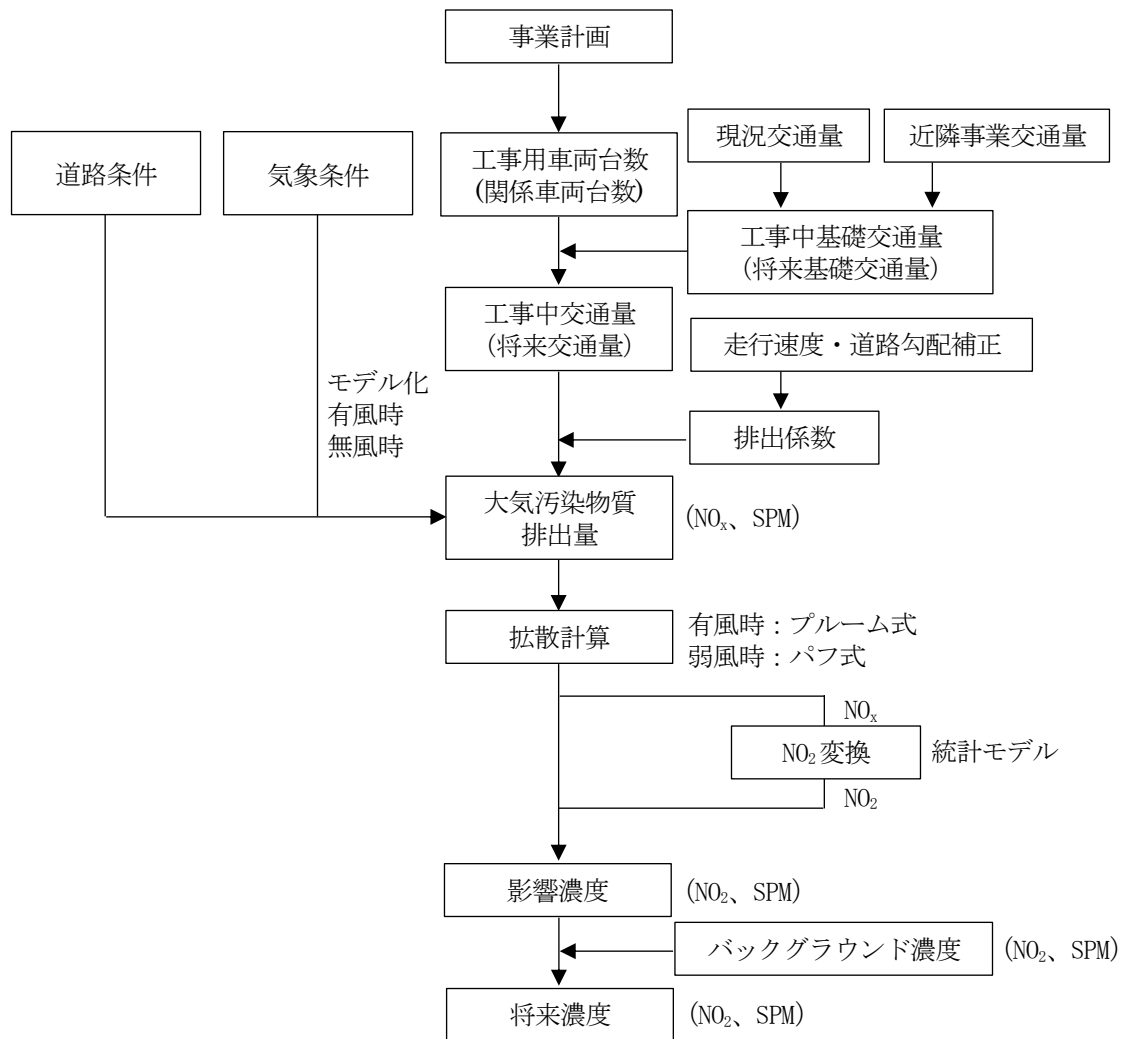 事業計画
現況交通量
近隣事業交通量
道路条件
気象条件
工事用車両台数
(関係車両台数)
工事中基礎交通量
(将来基礎交通量)
工事中交通量
(将来交通量)
走行速度・道路勾配補正
モデル化
有風時
無風時
排出係数
大気汚染物質
排出量
(NOx、SPM)
拡散計算
有風時：プルーム式
弱風時：パフ式
NOx
NO2変換
統計モデル
NO2
影響濃度
(NO2、SPM)
バックグラウンド濃度
(NO2、SPM)
将来濃度
(NO2、SPM)